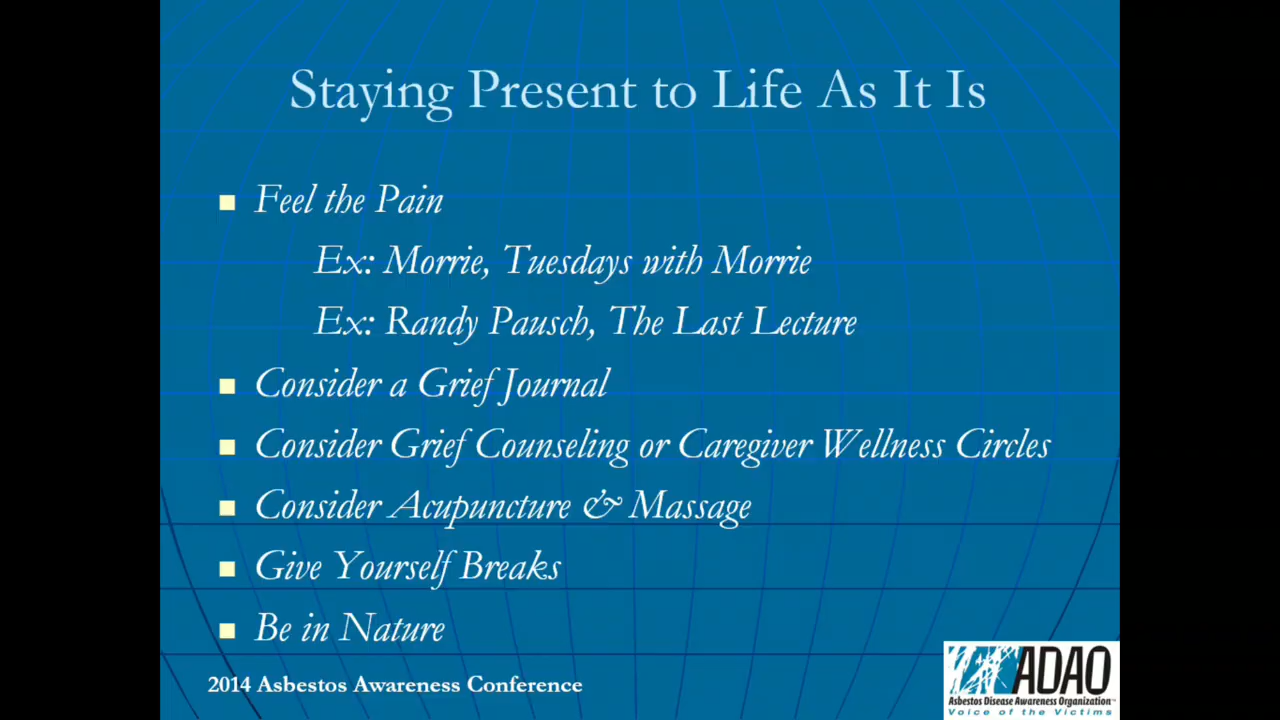 Staying Present to Life As It Is
Feel the Pain
Ex: Morrie, Tuesdays with Morrie
Ex: Randy Pausch, The Last Lecture
Consider a Grief Journal
Consider Grief Counseling or Caregiver Wellness Circles
Consider Acupuncture & Massage
Give Yourself Breaks
Be in Nature
2014 Asbestos Awareness Conference
ADAO
Asbestos Disease Awareness Organization
Voice of the Victims